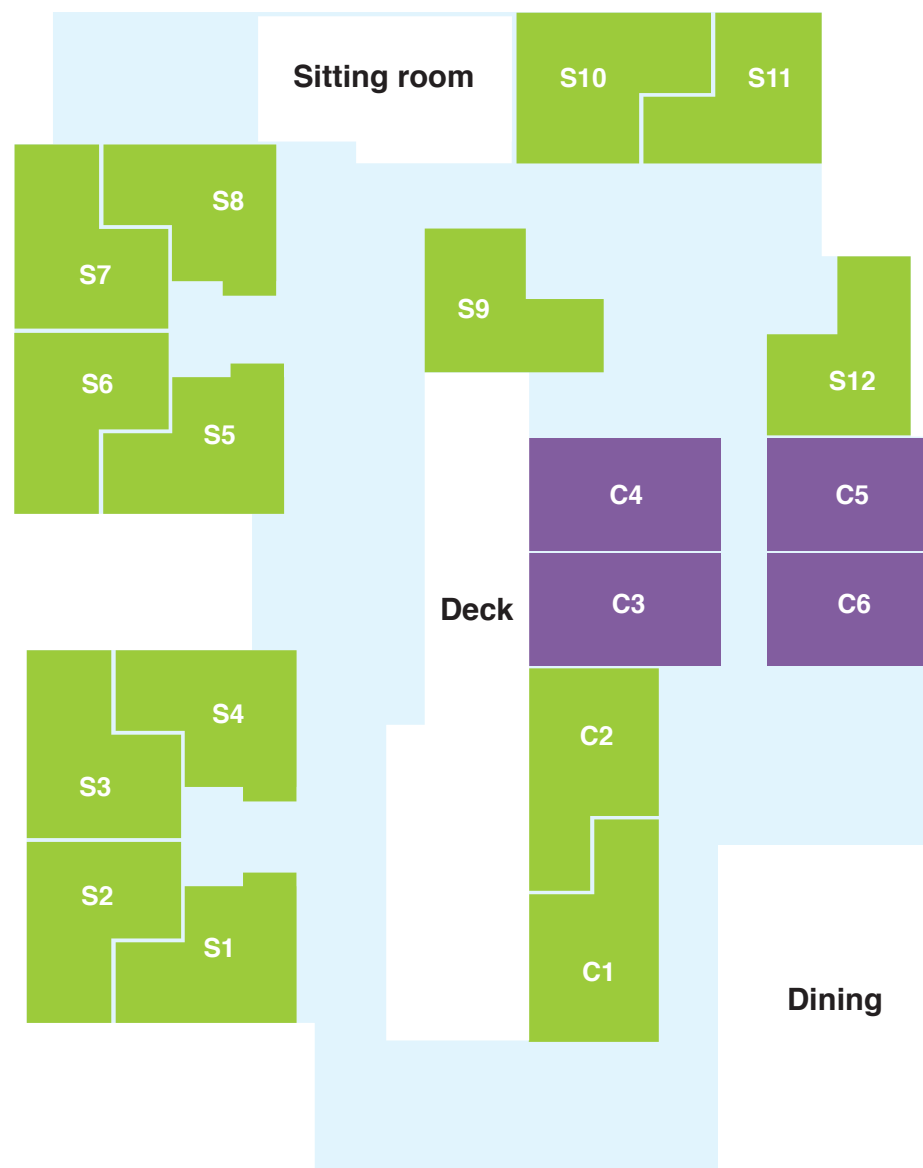 Sitting room
S10
S11
S8
S7
S9
S6
S12
S5
C4
C5
Deck
C3
C6
S4
C2
S3
S2
S1
C1
Dining